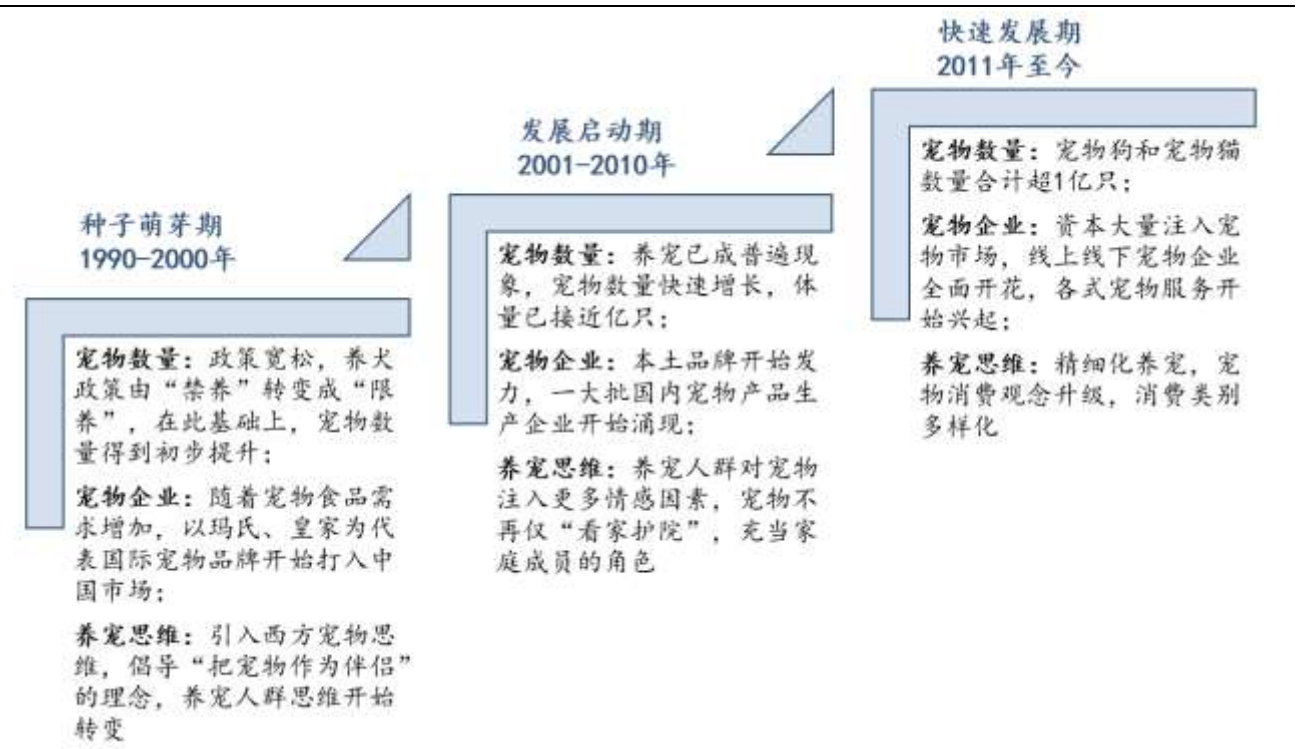 种子萌芽期
1990-2000年
宠物数量：政策宽松，养犬
政策由“禁养”转变成“限
养”，在此基础上，宠物数
量得到初步提升；
宠物企业：随着宠物食品需
求增加，以玛氏、皇家为代
表国际宠物品牌开始打入中
国市场；
养宠思维：引入西方宠物思
维，倡导“把宠物作为伴侣”
的理念，养宠人群思维开始
转变
发展启动期
2001-2010年
宠物数量：养宠已成普遍现
象，宠物数量快速增长，体
量已接近亿只；
宠物企业：本土品牌开始发
力，一大批国内宠物产品生
产企业开始涌现；
养宠思维：养宠人群对宠物
注入更多情感因素，宠物不
再仅“看家护院”，充当家
庭成员的角色
快速发展期
2011年至今
宠物数量：宠物狗和宠物猫
数量合计超1亿只；
宠物企业：资本大量注入宠
物市场，线上线下宠物企业
全面开花，各式宠物服务开
始兴起；
养宠思维：精细化养宠，宠
物消费观念升级，消费类别
多样化